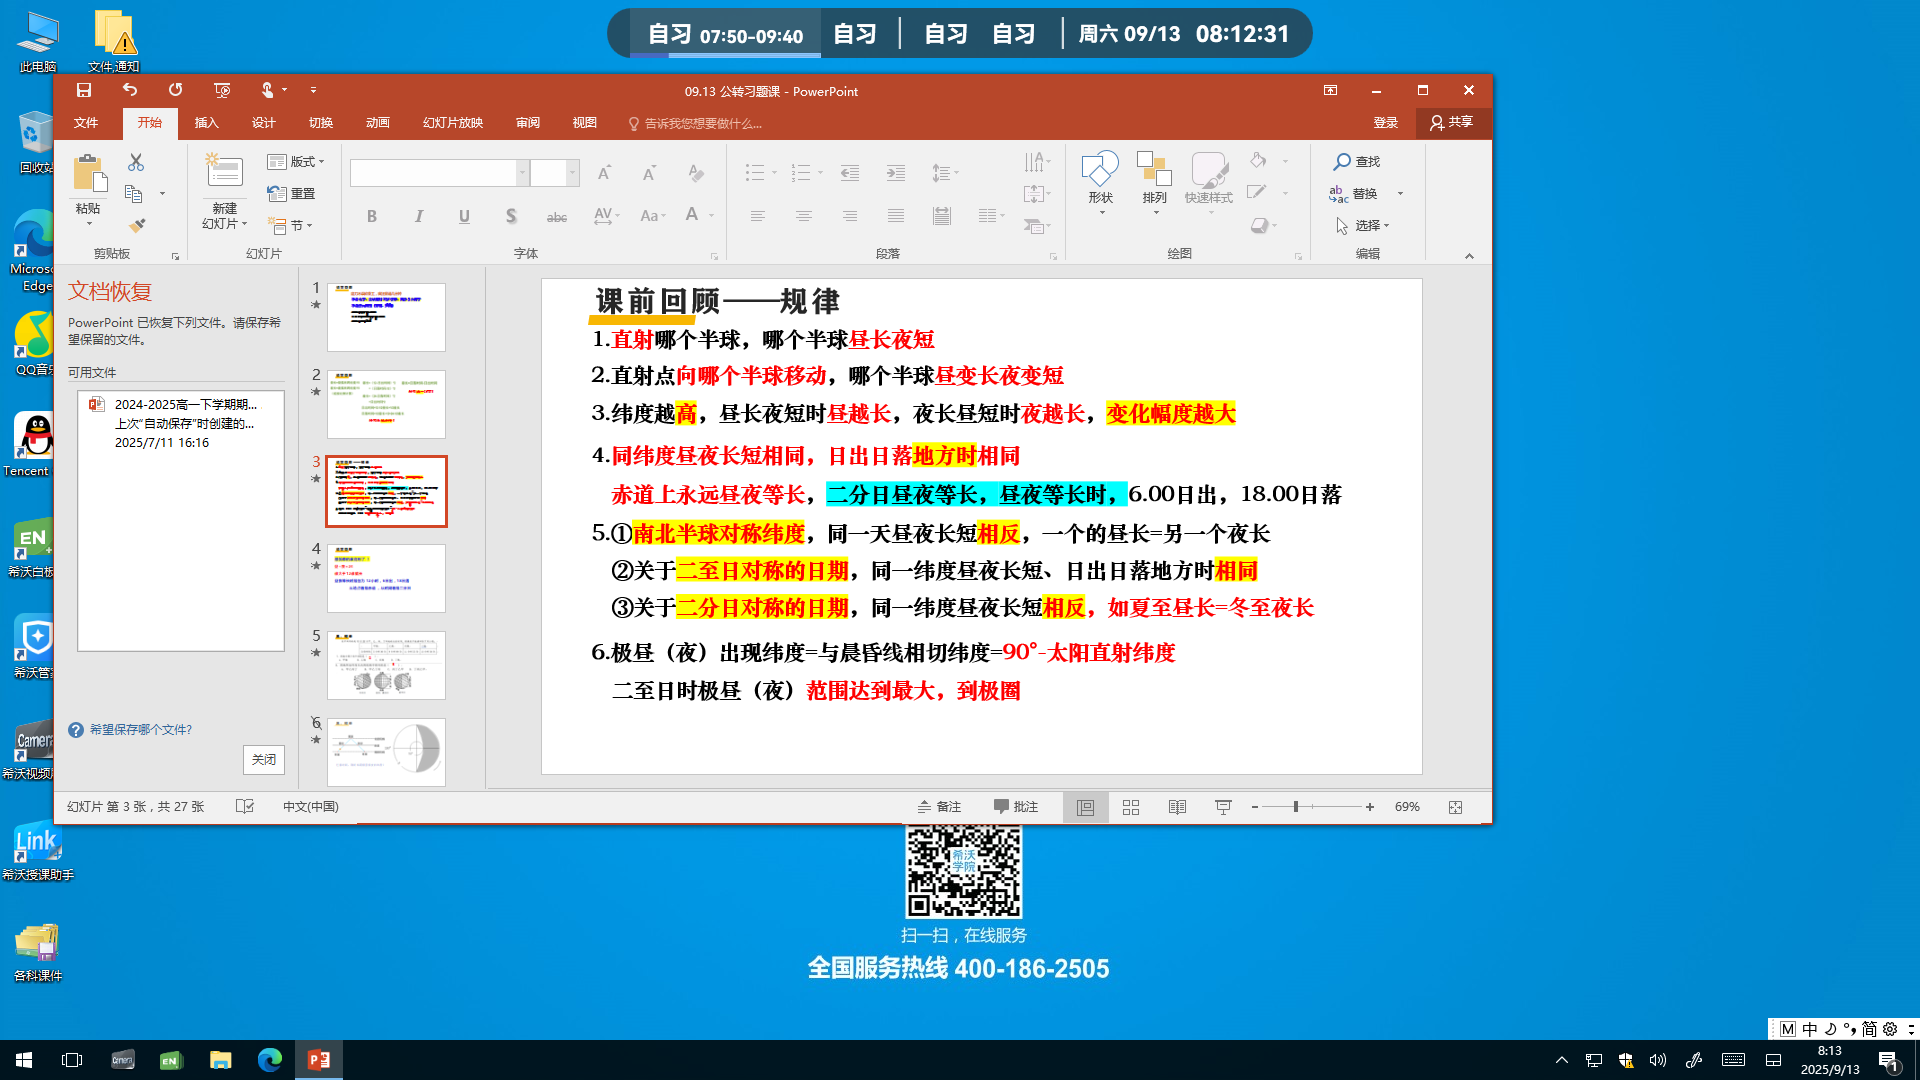 自习 07:50-09:40 自习 自习 自习 周六 09/13 08:12:31
此电脑
文件,通知
09.13 公转习题课 - PowerPoint
文件 开始 插入 设计 切换 动画 幻灯片放映 审阅 视图 告诉我您想要做什么... 登录 共享
粘贴
新建
幻灯片
版式
重置
节
B I U S abc AV Aa A
形状 排列 快速样式
查找
替换
选择
剪贴板 幻灯片 字体 段落 绘图 编辑
回收站
Microso
Edge
QQ音乐
Tencent
EN
希沃白板
希沃管家
Camera
希沃视频
Link
希沃授课助手
各科课件
文档恢复
PowerPoint 已恢复下列文件。请保存希
望保留的文件。
可用文件
2024-2025高一下学期期...
上次“自动保存”时创建的...
2025/7/11 16:16
希望保存哪个文件?
关闭
1
2
3
4
5
6
课前回顾——规律
1.直射哪个半球，哪个半球昼长夜短
2.直射点向哪个半球移动，哪个半球昼变长夜变短
3.纬度越高，昼长夜短时昼越长，夜长昼短时夜越长，变化幅度越大
4.同纬度昼夜长短相同，日出日落地方时相同
赤道上永远昼夜等长，二分日昼夜等长，昼夜等长时，6.00日出，18.00日落
5.①南北半球对称纬度，同一天昼夜长短相反，一个的昼长=另一个夜长
②关于二至日对称的日期，同一纬度昼夜长短、日出日落地方时相同
③关于二分日对称的日期，同一纬度昼夜长短相反，如夏至昼长=冬至夜长
6.极昼（夜）出现纬度=与晨昏线相切纬度=90°-太阳直射纬度
二至日时极昼（夜）范围达到最大，到极圈
幻灯片 第 3 张，共 27 张 中文(中国) 备注 批注 69%
希沃
学院
扫一扫，在线服务
全国服务热线 400-186-2505
M 中 简
8:13
2025/9/13
1